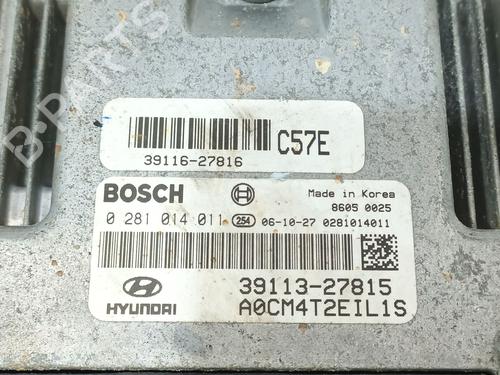 B-PARTS
39116-27816
C57E
BOSCH
Made in Korea
8605 0025
0 281 014 011 254 06-10-27 0281014011
39113-27815
HYUNDAI
A0CM4T2EIL1S